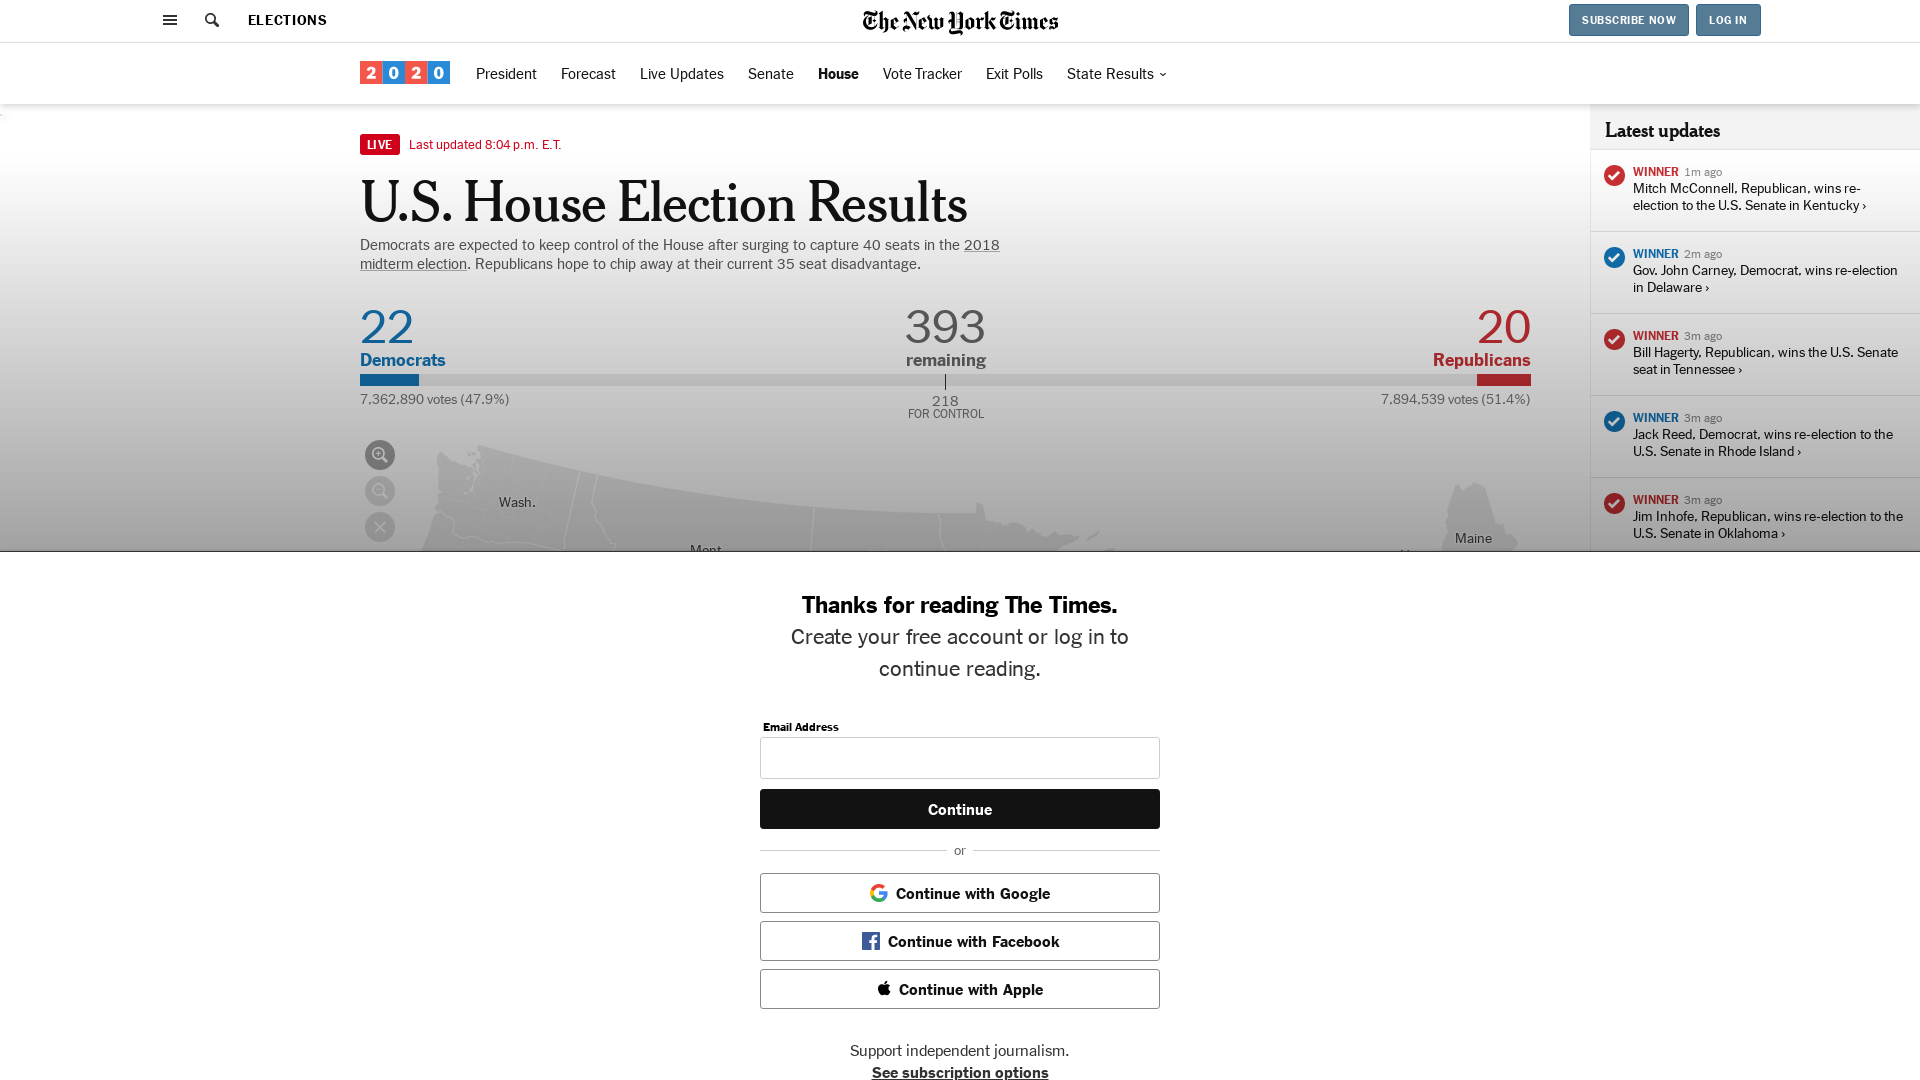 ELECTIONS
The New York Times
SUBSCRIBE NOW
LOG IN
2020
President
Forecast
Live Updates
Senate
House
Vote Tracker
Exit Polls
State Results
LIVE
Last updated 8:04 p.m. E.T.
U.S. House Election Results
Democrats are expected to keep control of the House after surging to capture 40 seats in the 2018
midterm election. Republicans hope to chip away at their current 35 seat disadvantage.
22
Democrats
7,362,890 votes (47.9%)
393
remaining
218
FOR CONTROL
20
Republicans
7,894,539 votes (51.4%)
Wash.
Mont.
Maine
Latest updates
WINNER 1m ago
Mitch McConnell, Republican, wins re-
election to the U.S. Senate in Kentucky ›
WINNER 2m ago
Gov. John Carney, Democrat, wins re-election
in Delaware ›
WINNER 3m ago
Bill Hagerty, Republican, wins the U.S. Senate
seat in Tennessee ›
WINNER 3m ago
Jack Reed, Democrat, wins re-election to the
U.S. Senate in Rhode Island ›
WINNER 3m ago
Jim Inhofe, Republican, wins re-election to the
U.S. Senate in Oklahoma ›
Thanks for reading The Times.
Create your free account or log in to
continue reading.
Email Address
Continue
or
Continue with Google
Continue with Facebook
Continue with Apple
Support independent journalism.
See subscription options